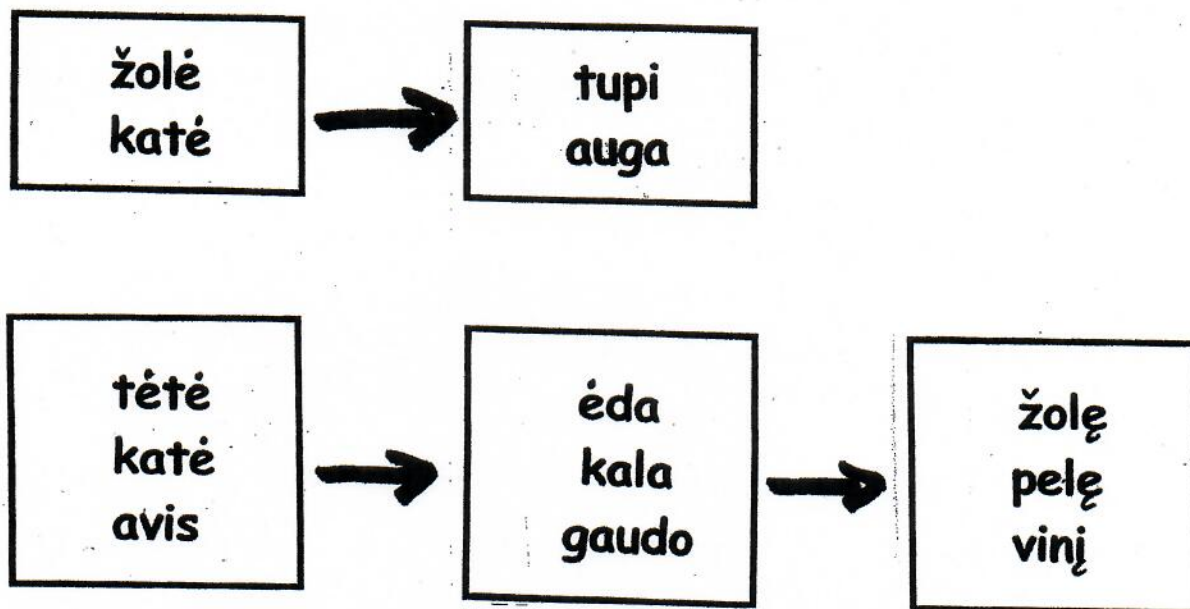 žolė
katė
tupi
auga
tėtė
katė
avis
ėda
kala
gaudo
žolę
pelę
vinį